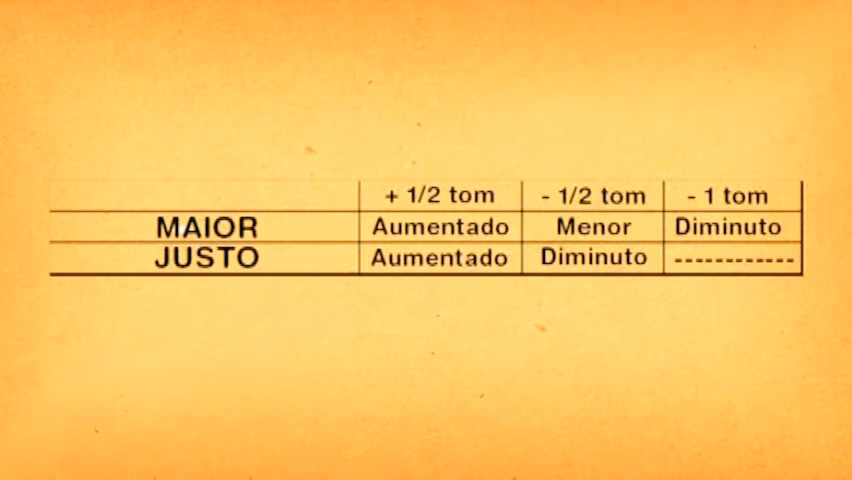 + 1/2 tom - 1/2 tom - 1 tom
MAIOR Aumentado Menor Diminuto
JUSTO Aumentado Diminuto ------------